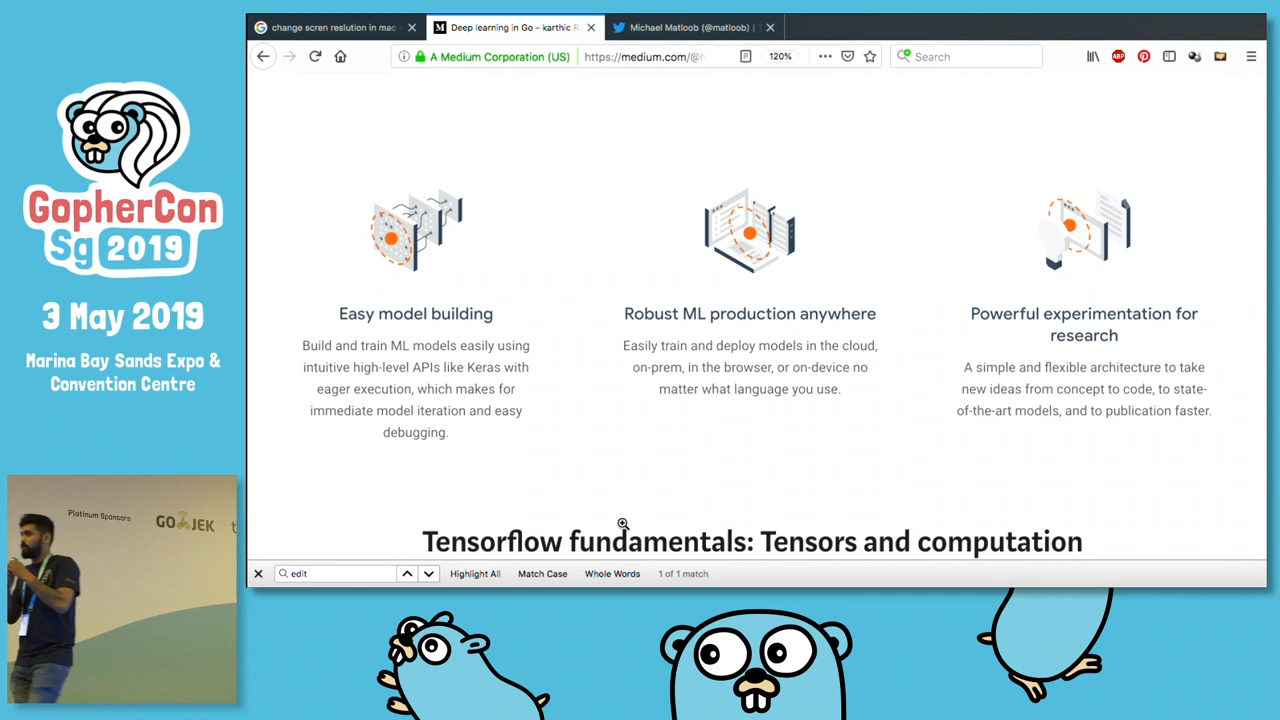 GopherCon
Sg 2019
3 May 2019
Marina Bay Sands Expo &
Convention Centre
Platinum Sponsors
GO JEK
change scren reslution in mac
Deep learning in Go – karthic R
Michael Matloob (@matloob) | T
A Medium Corporation (US)
https://medium.com/@h
120%
Search
ABP
Easy model building
Build and train ML models easily using
intuitive high-level APIs like Keras with
eager execution, which makes for
immediate model iteration and easy
debugging.
Robust ML production anywhere
Easily train and deploy models in the cloud,
on-prem, in the browser, or on-device no
matter what language you use.
Powerful experimentation for
research
A simple and flexible architecture to take
new ideas from concept to code, to state-
of-the-art models, and to publication faster.
Tensorflow fundamentals: Tensors and computation
edit
Highlight All
Match Case
Whole Words
1 of 1 match